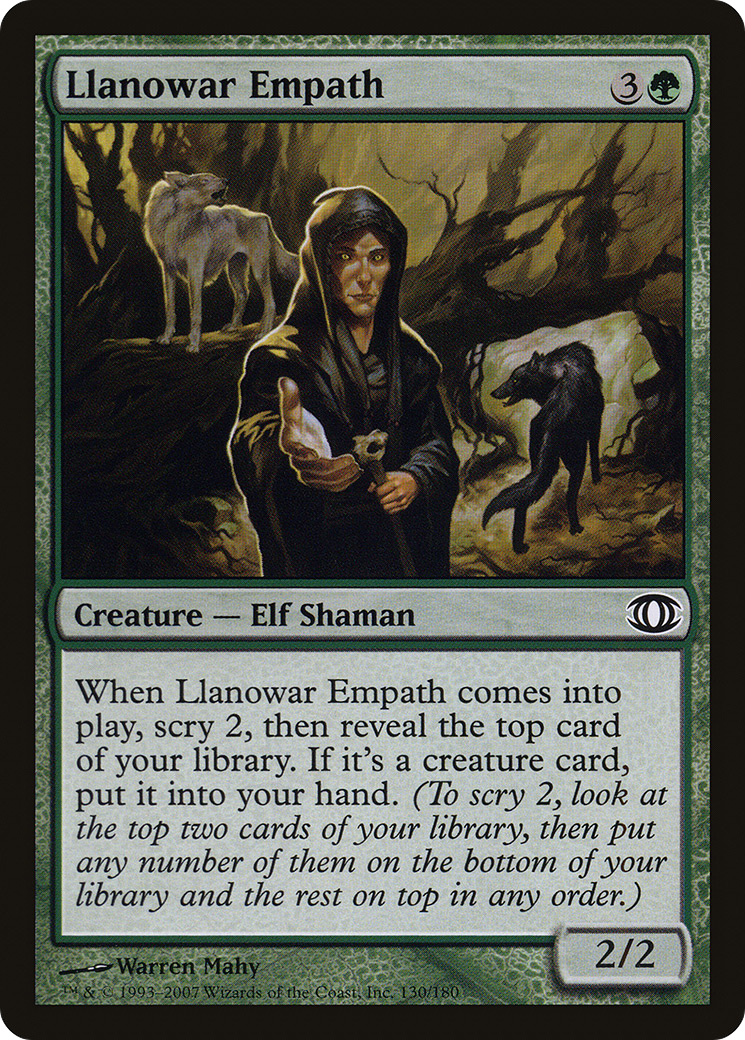 Llanowar Empath 3
Creature — Elf Shaman
When Llanowar Empath comes into
play, scry 2, then reveal the top card
of your library. If it's a creature card,
put it into your hand. (To scry 2, look at
the top two cards of your library, then put
any number of them on the bottom of your
library and the rest on top in any order.)
2/2
Warren Mahy
™ & © 1993–2007 Wizards of the Coast, Inc. 130/180